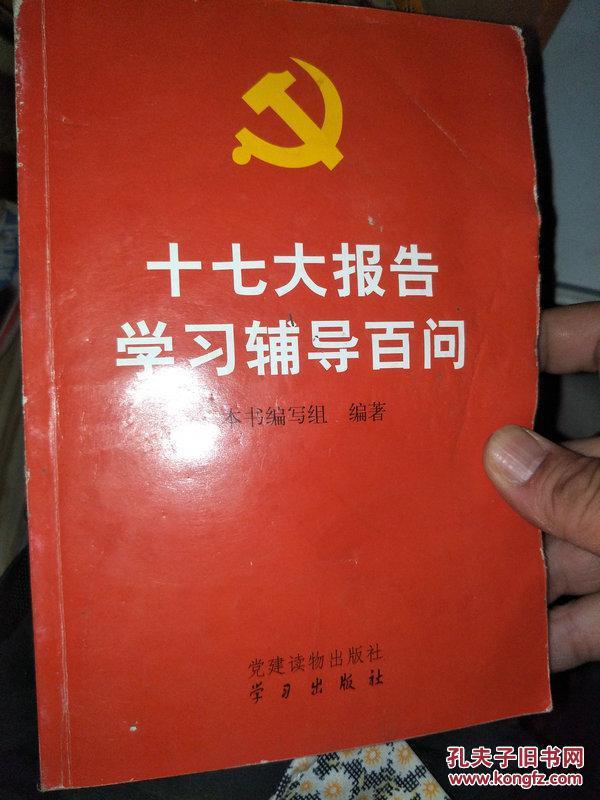 十七大报告
学习辅导百问
本书编写组 编著
党建读物出版社
学习出版社
孔夫子旧书网
www.kongfz.com